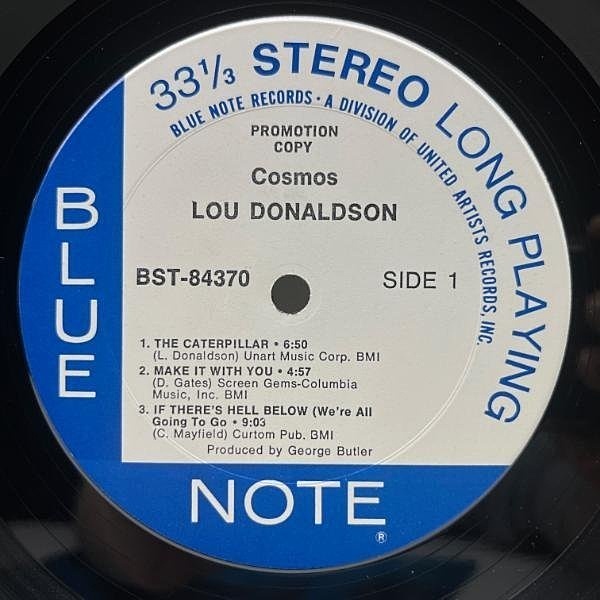 33⅓ STEREO LONG PLAYING
BLUE NOTE RECORDS • A DIVISION OF UNITED ARTISTS RECORDS, INC.
PROMOTION
COPY
Cosmos
LOU DONALDSON
BST-84370
SIDE 1
1. THE CATERPILLAR • 6:50
(L. Donaldson) Unart Music Corp. BMI
2. MAKE IT WITH YOU • 4:57
(D. Gates) Screen Gems-Columbia
Music, Inc. BMI
3. IF THERE'S HELL BELOW (We're All
Going To Go • 9:03
(C. Mayfield) Curtom Pub. BMI
Produced by George Butler
BLUE
NOTE
®